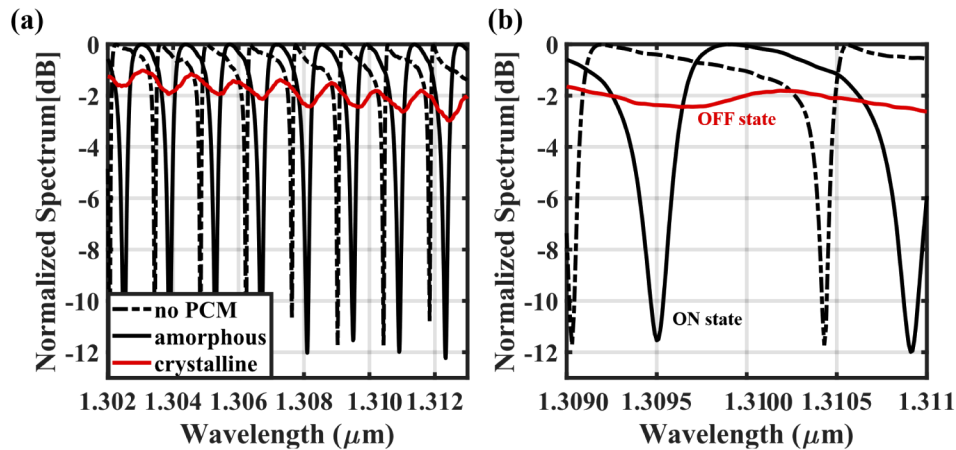 (a)
Normalized Spectrum[dB]
0
-2
-4
-6
-8
-10
-12
no PCM
amorphous
crystalline
1.302 1.304 1.306 1.308 1.310 1.312
Wavelength (μm)
(b)
Normalized Spectrum[dB]
0
-2
-4
-6
-8
-10
-12
OFF state
ON state
1.3090 1.3095 1.3100 1.3105 1.311
Wavelength (μm)